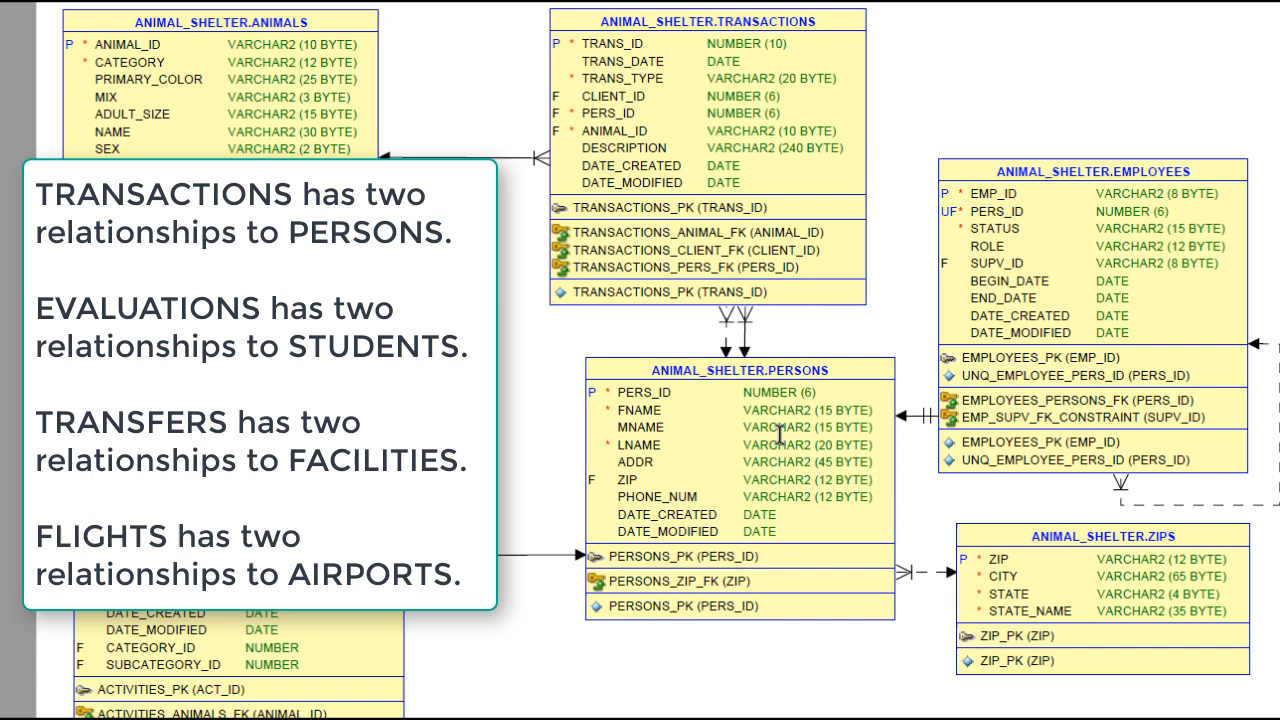 ANIMAL_SHELTER.ANIMALS
P * ANIMAL_ID VARCHAR2 (10 BYTE)
* CATEGORY VARCHAR2 (12 BYTE)
PRIMARY_COLOR VARCHAR2 (25 BYTE)
MIX VARCHAR2 (3 BYTE)
ADULT_SIZE VARCHAR2 (15 BYTE)
NAME VARCHAR2 (30 BYTE)
SEX VARCHAR2 (2 BYTE)
TRANSACTIONS has two
relationships to PERSONS.
EVALUATIONS has two
relationships to STUDENTS.
TRANSFERS has two
relationships to FACILITIES.
FLIGHTS has two
relationships to AIRPORTS.
DATE_CREATED DATE
DATE_MODIFIED DATE
F CATEGORY_ID NUMBER
F SUBCATEGORY_ID NUMBER
ACTIVITIES_PK (ACT_ID)
ACTIVITIES_ANIMALS_FK (ANIMAL_ID)
ANIMAL_SHELTER.TRANSACTIONS
P * TRANS_ID NUMBER (10)
TRANS_DATE DATE
* TRANS_TYPE VARCHAR2 (20 BYTE)
F CLIENT_ID NUMBER (6)
F * PERS_ID NUMBER (6)
F * ANIMAL_ID VARCHAR2 (10 BYTE)
DESCRIPTION VARCHAR2 (240 BYTE)
DATE_CREATED DATE
DATE_MODIFIED DATE
TRANSACTIONS_PK (TRANS_ID)
TRANSACTIONS_ANIMAL_FK (ANIMAL_ID)
TRANSACTIONS_CLIENT_FK (CLIENT_ID)
TRANSACTIONS_PERS_FK (PERS_ID)
TRANSACTIONS_PK (TRANS_ID)
ANIMAL_SHELTER.PERSONS
P * PERS_ID NUMBER (6)
* FNAME VARCHAR2 (15 BYTE)
MNAME VARCHAR2 (15 BYTE)
* LNAME VARCHAR2 (20 BYTE)
ADDR VARCHAR2 (45 BYTE)
F ZIP VARCHAR2 (12 BYTE)
PHONE_NUM VARCHAR2 (12 BYTE)
DATE_CREATED DATE
DATE_MODIFIED DATE
PERSONS_PK (PERS_ID)
PERSONS_ZIP_FK (ZIP)
PERSONS_PK (PERS_ID)
ANIMAL_SHELTER.EMPLOYEES
P * EMP_ID VARCHAR2 (8 BYTE)
UF* PERS_ID NUMBER (6)
* STATUS VARCHAR2 (15 BYTE)
ROLE VARCHAR2 (12 BYTE)
F SUPV_ID VARCHAR2 (8 BYTE)
BEGIN_DATE DATE
END_DATE DATE
DATE_CREATED DATE
DATE_MODIFIED DATE
EMPLOYEES_PK (EMP_ID)
UNQ_EMPLOYEE_PERS_ID (PERS_ID)
EMPLOYEES_PERSONS_FK (PERS_ID)
EMP_SUPV_FK_CONSTRAINT (SUPV_ID)
EMPLOYEES_PK (EMP_ID)
UNQ_EMPLOYEE_PERS_ID (PERS_ID)
ANIMAL_SHELTER.ZIPS
P * ZIP VARCHAR2 (12 BYTE)
* CITY VARCHAR2 (65 BYTE)
* STATE VARCHAR2 (4 BYTE)
* STATE_NAME VARCHAR2 (35 BYTE)
ZIP_PK (ZIP)
ZIP_PK (ZIP)